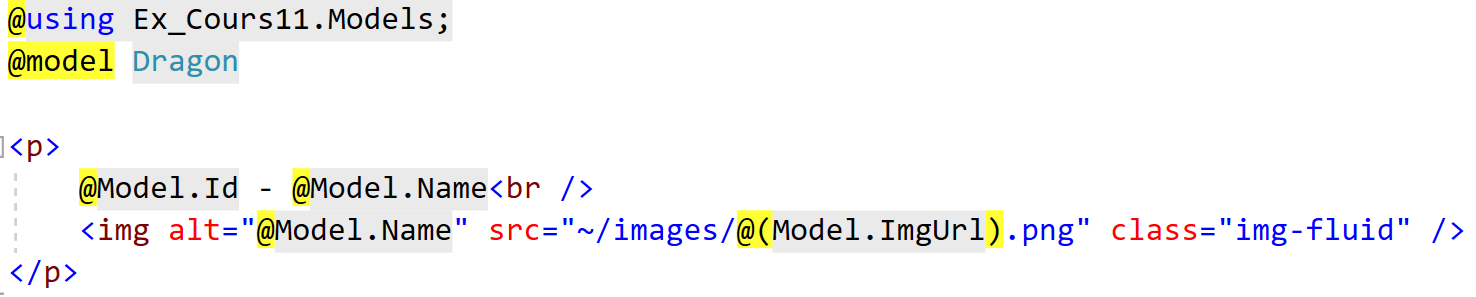 @using Ex_Cours11.Models;
@model Dragon
<p>
@Model.Id - @Model.Name<br />
<img alt="@Model.Name" src="~/images/@(Model.ImgUrl).png" class="img-fluid" />
</p>